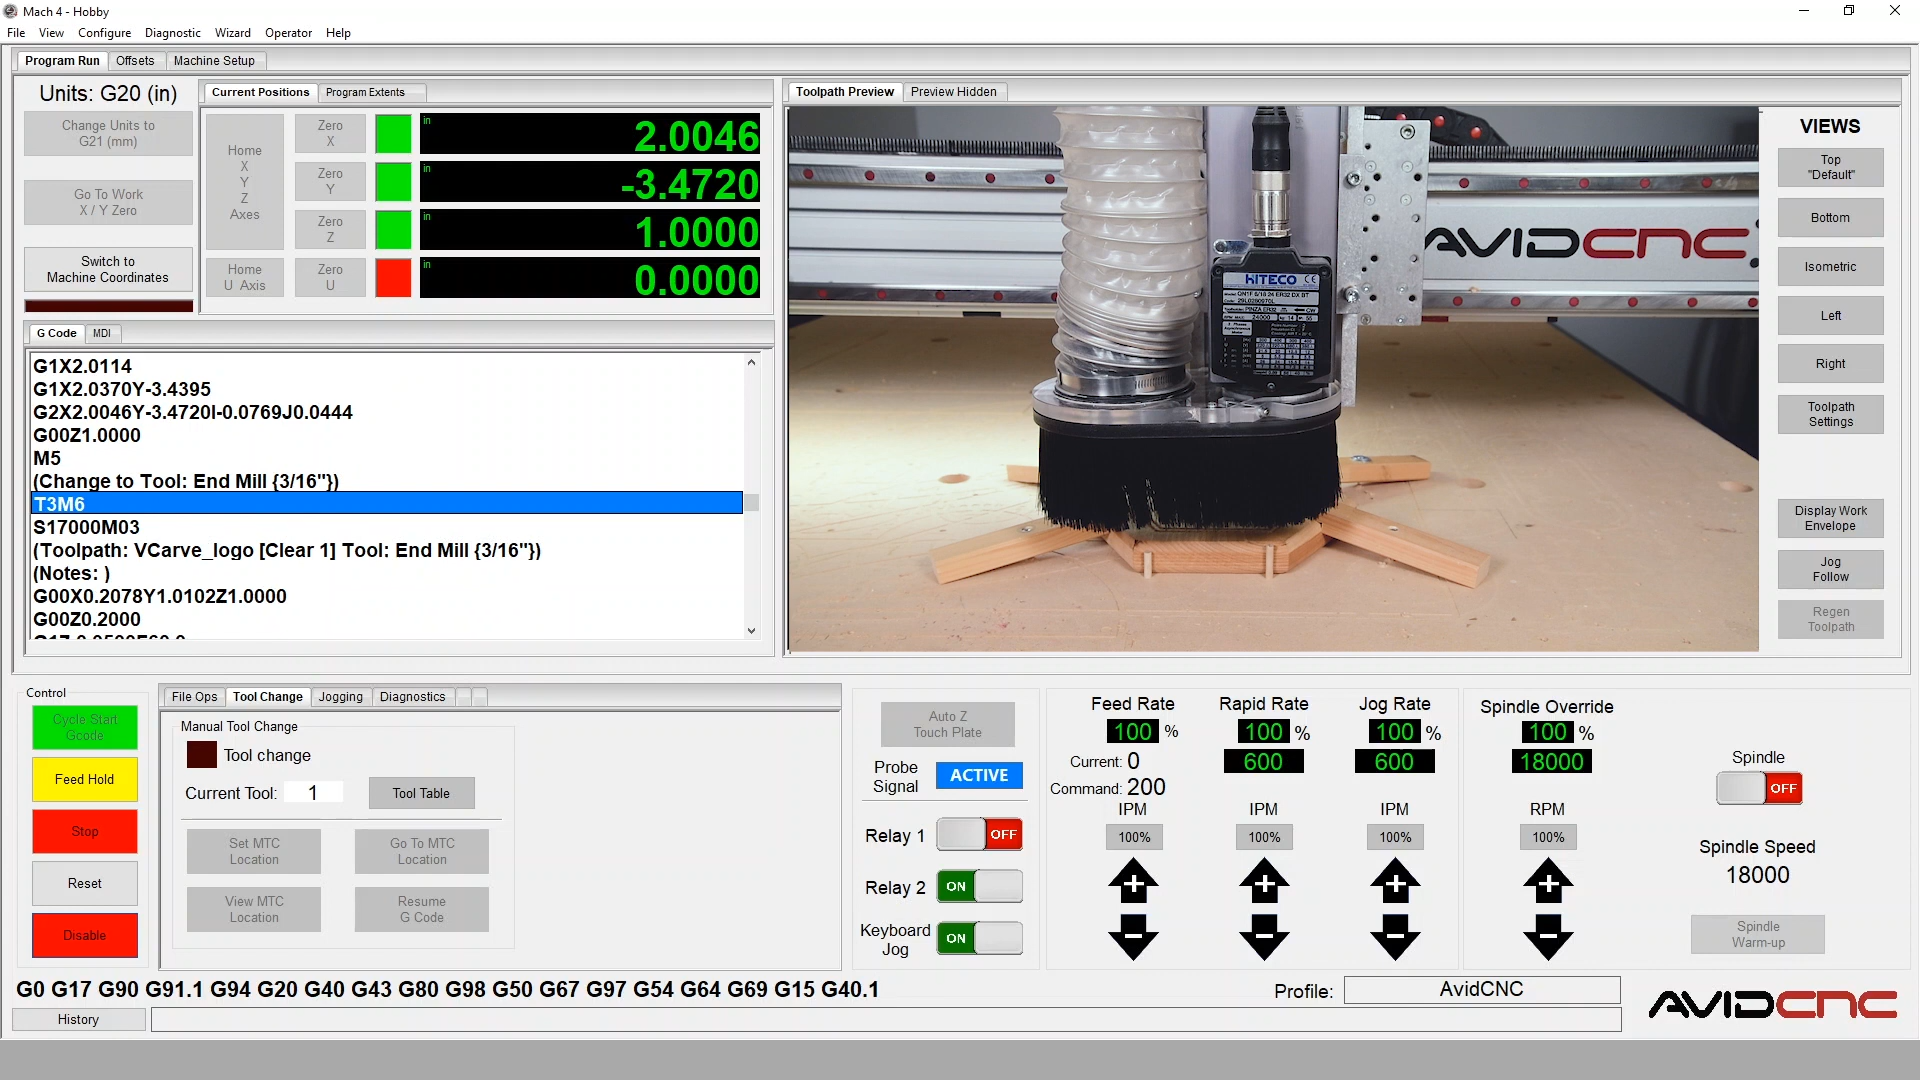 Mach 4 - Hobby
File View Configure Diagnostic Wizard Operator Help
Program Run Offsets Machine Setup
Units: G20 (in)
Change Units to
G21 (mm)
Go To Work
X / Y Zero
Switch to
Machine Coordinates
Current Positions Program Extents
Home
X
Y
Z
Axes
Home
U Axis
Zero
X
in
2.0046
Zero
Y
in
-3.4720
Zero
Z
in
1.0000
Zero
U
in
0.0000
G Code MDI
G1X2.0114
G1X2.0370Y-3.4395
G2X2.0046Y-3.4720I-0.0769J0.0444
G00Z1.0000
M5
(Change to Tool: End Mill {3/16"})
T3M6
S17000M03
(Toolpath: VCarve_logo [Clear 1] Tool: End Mill {3/16"})
(Notes: )
G00X0.2078Y1.0102Z1.0000
G00Z0.2000
Toolpath Preview Preview Hidden
AVIDCNC
HITECO
VIEWS
Top
"Default"
Bottom
Isometric
Left
Right
Toolpath
Settings
Display Work
Envelope
Jog
Follow
Regen
Toolpath
Control
Cycle Start
Gcode
Feed Hold
Stop
Reset
Disable
File Ops Tool Change Jogging Diagnostics
Manual Tool Change
Tool change
Current Tool: 1 Tool Table
Set MTC
Location
Go To MTC
Location
View MTC
Location
Resume
G Code
Auto Z
Touch Plate
Probe
Signal
ACTIVE
Relay 1 OFF
Relay 2 ON
Keyboard
Jog
ON
Feed Rate
100 %
Current: 0
Command: 200
IPM
100%
Rapid Rate
100 %
600
IPM
100%
Jog Rate
100 %
600
IPM
100%
Spindle Override
100 %
18000
RPM
100%
Spindle
OFF
Spindle Speed
18000
Spindle
Warm-up
G0 G17 G90 G91.1 G94 G20 G40 G43 G80 G98 G50 G67 G97 G54 G64 G69 G15 G40.1
Profile: AvidCNC
History
AVIDCNC